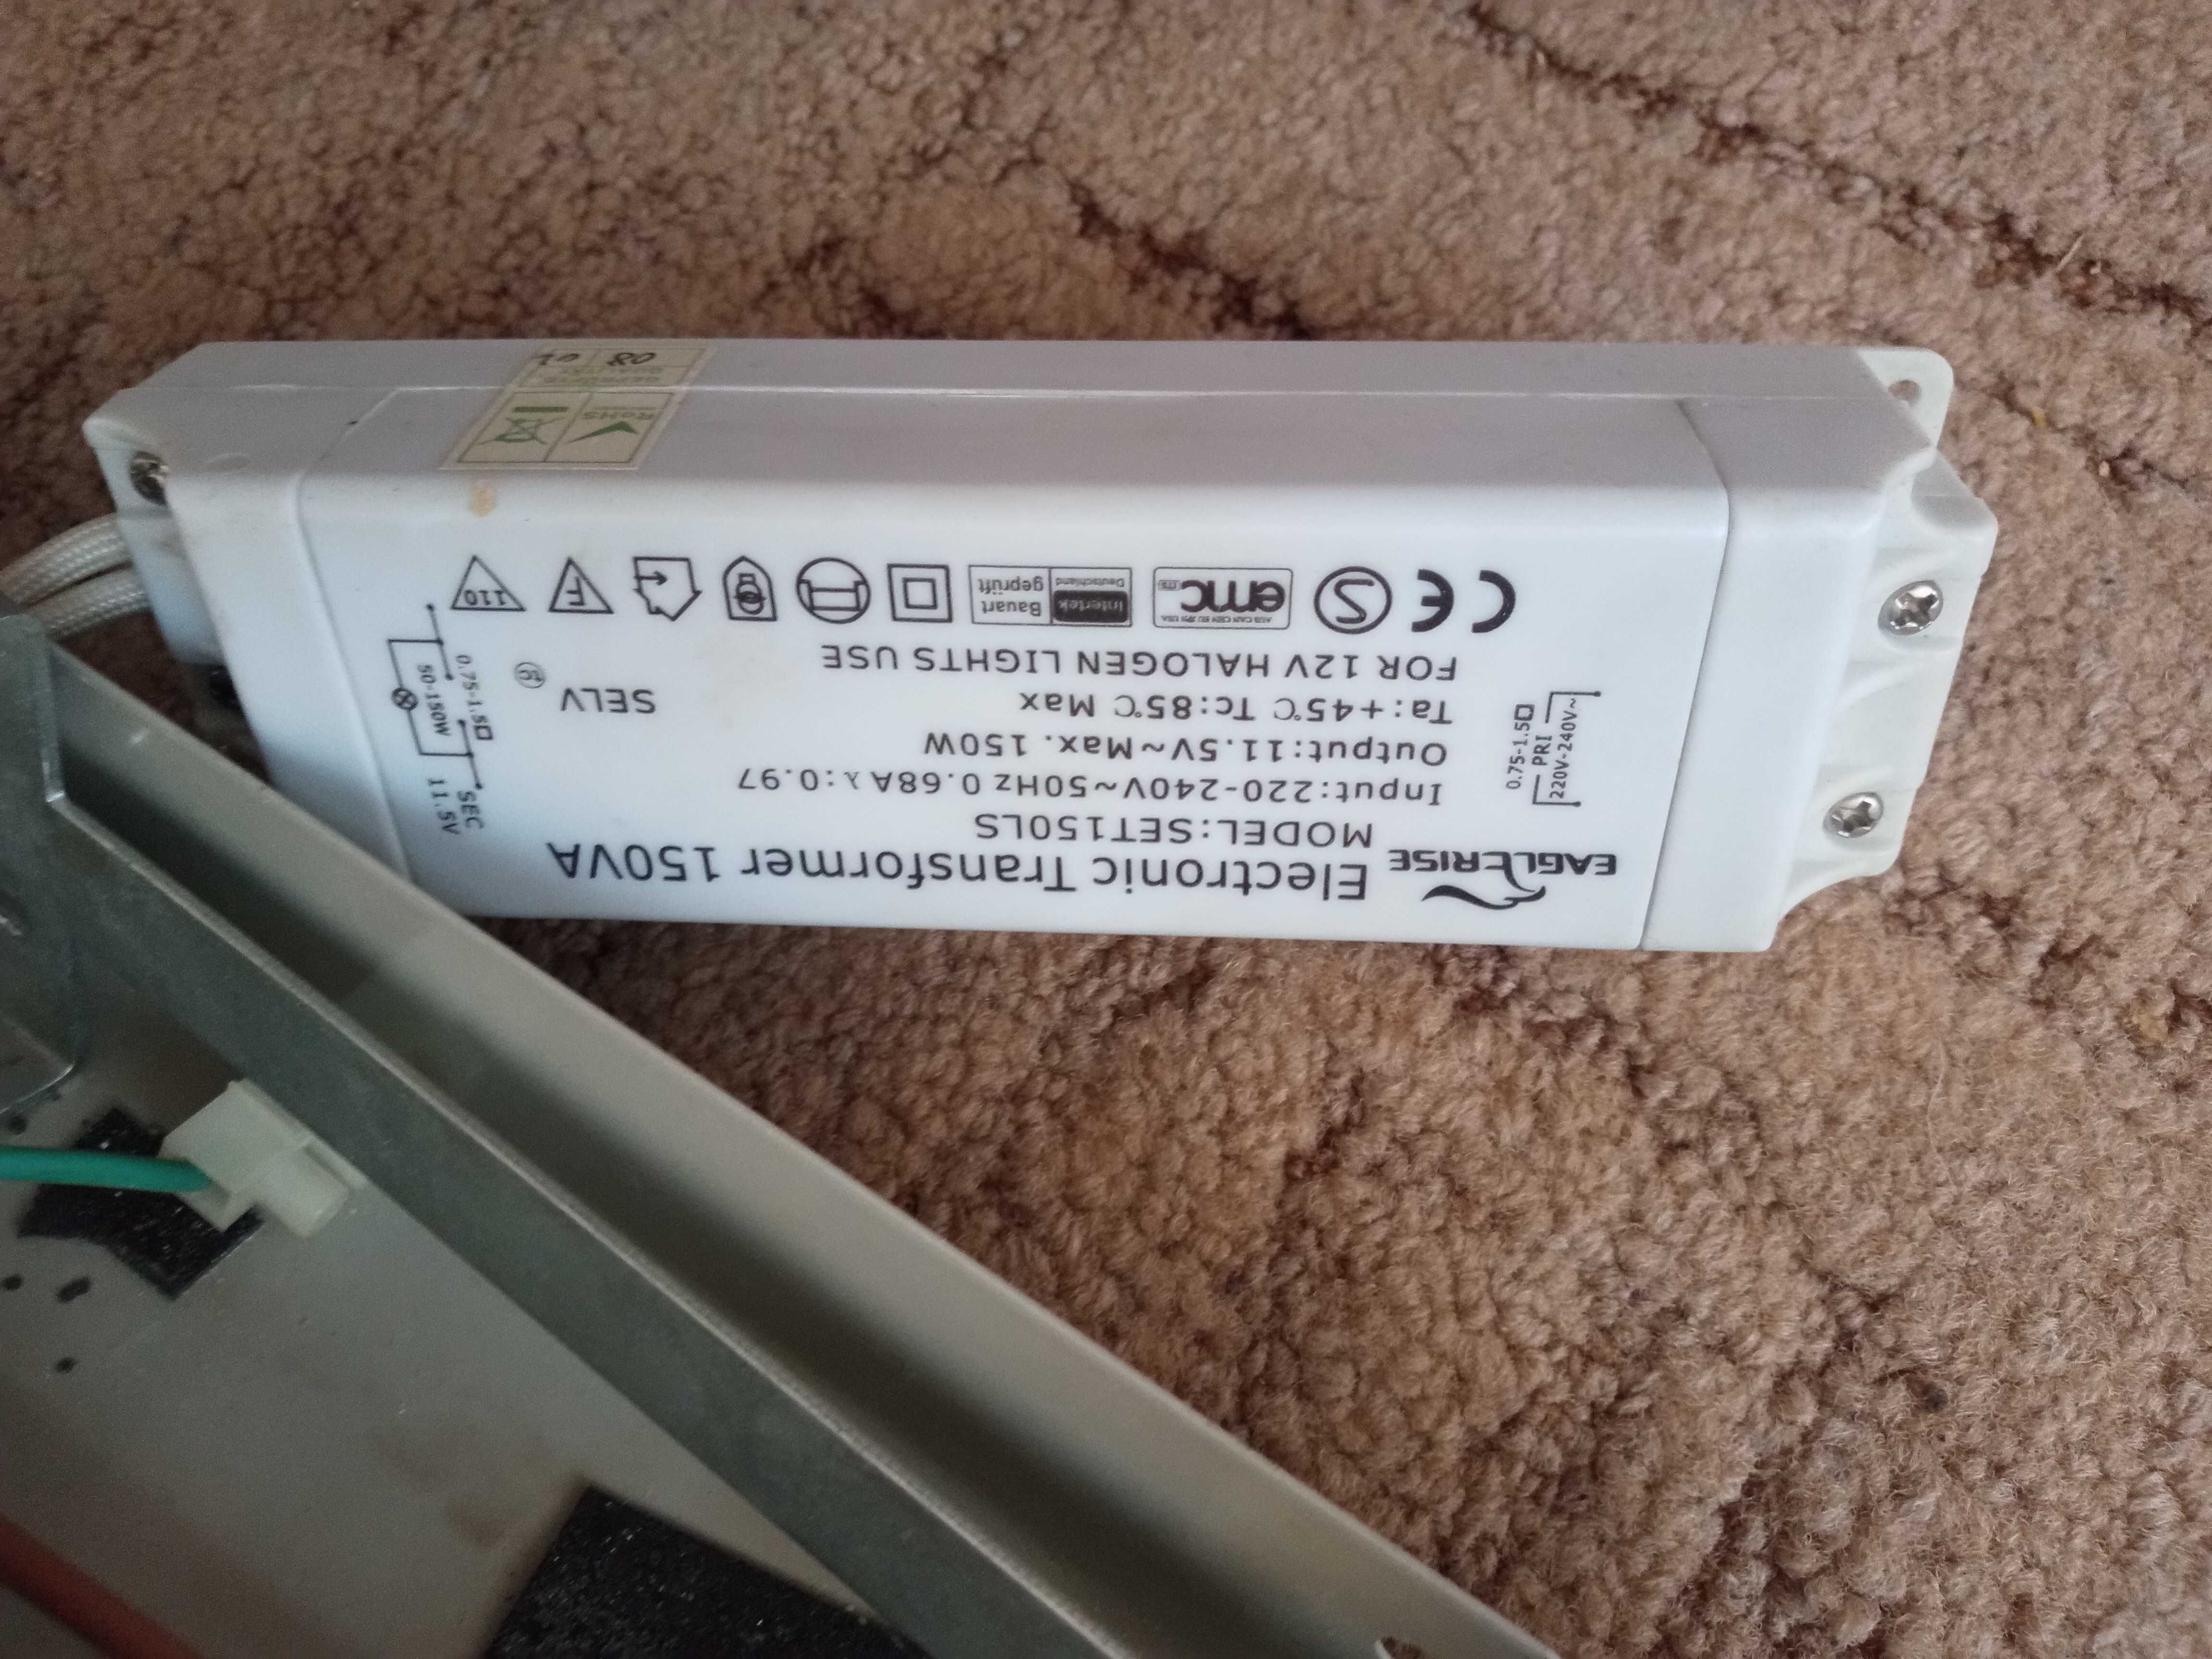 EAGLERISE
Electronic Transformer 150VA
MODEL:SET150LS
Input:220-240V~50Hz 0.68A λ:0.97
Output:11.5V~Max. 150W
Ta:+45℃ Tc:85℃ Max
SELV
tc
FOR 12V HALOGEN LIGHTS USE
0.75-1.5
PRI
220V-240V~
SEC
11.5V
0.75-1.5
50-150W
CE
S
emc
Intertek
Deutschland
Bauart
geprüft
F
110
RoHS
08